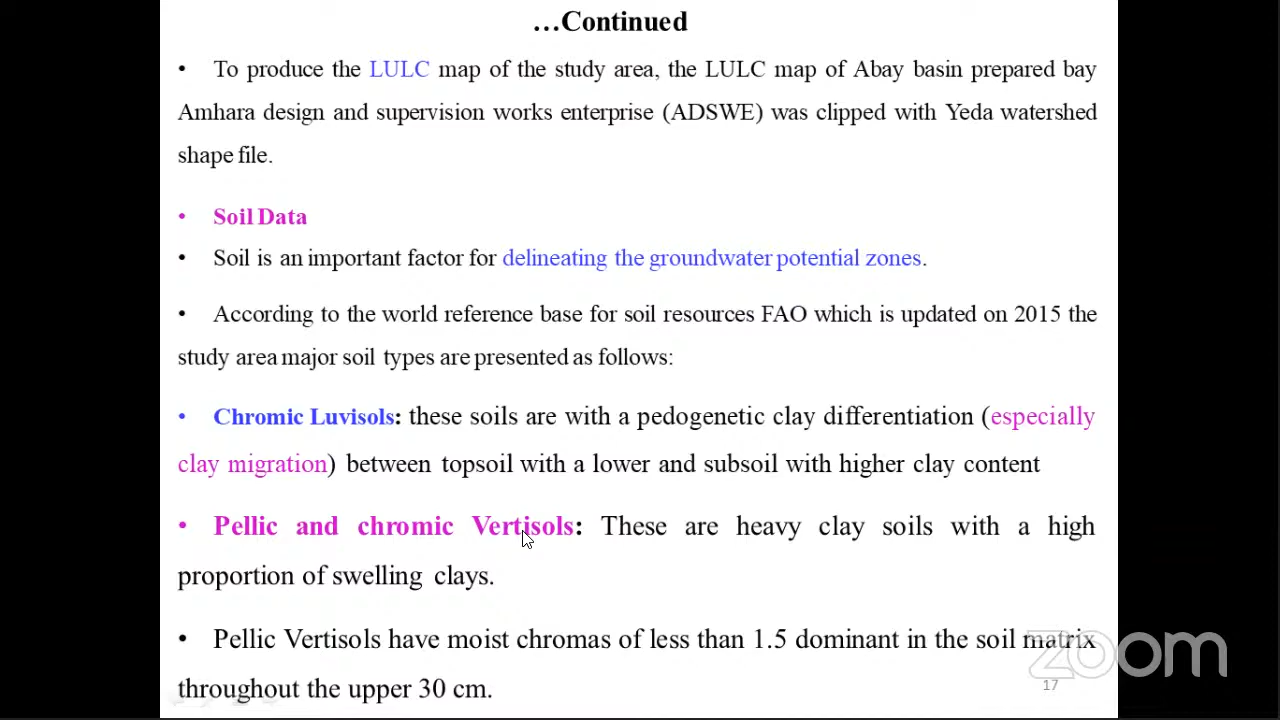 …Continued
• To produce the LULC map of the study area, the LULC map of Abay basin prepared bay
Amhara design and supervision works enterprise (ADSWE) was clipped with Yeda watershed
shape file.
• Soil Data
• Soil is an important factor for delineating the groundwater potential zones.
• According to the world reference base for soil resources FAO which is updated on 2015 the
study area major soil types are presented as follows:
• Chromic Luvisols: these soils are with a pedogenetic clay differentiation (especially
clay migration) between topsoil with a lower and subsoil with higher clay content
• Pellic and chromic Vertisols: These are heavy clay soils with a high
proportion of swelling clays.
• Pellic Vertisols have moist chromas of less than 1.5 dominant in the soil matrix
throughout the upper 30 cm.
zoom
17